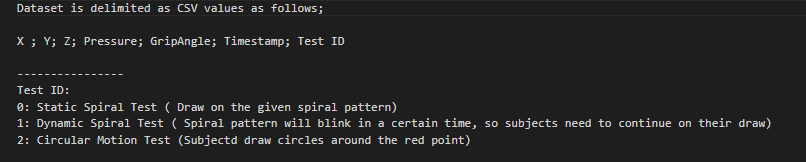 Dataset is delimited as CSV values as follows;
X ; Y; Z; Pressure; GripAngle; Timestamp; Test ID
----------------
Test ID:
0: Static Spiral Test ( Draw on the given spiral pattern)
1: Dynamic Spiral Test ( Spiral pattern will blink in a certain time, so subjects need to continue on their draw)
2: Circular Motion Test (Subjectd draw circles around the red point)